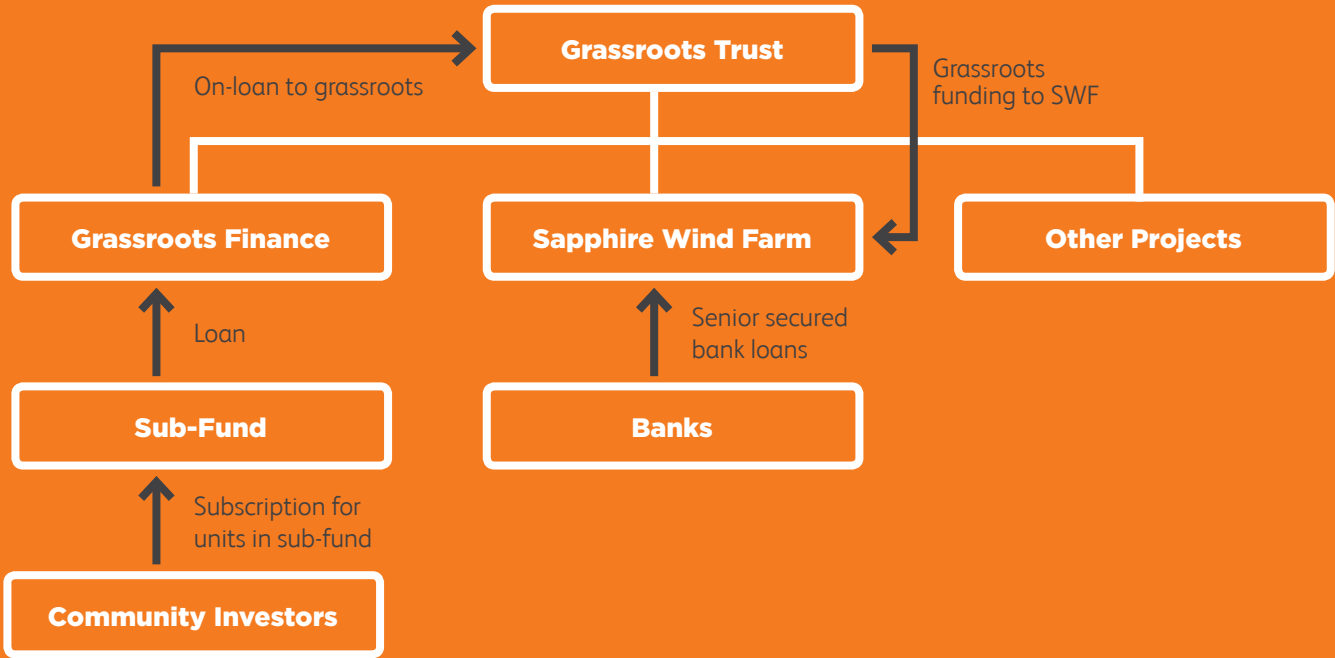 Grassroots Trust
On-loan to grassroots
Grassroots
funding to SWF
Grassroots Finance
Sapphire Wind Farm
Other Projects
Loan
Senior secured
bank loans
Sub-Fund
Banks
Subscription for
units in sub-fund
Community Investors